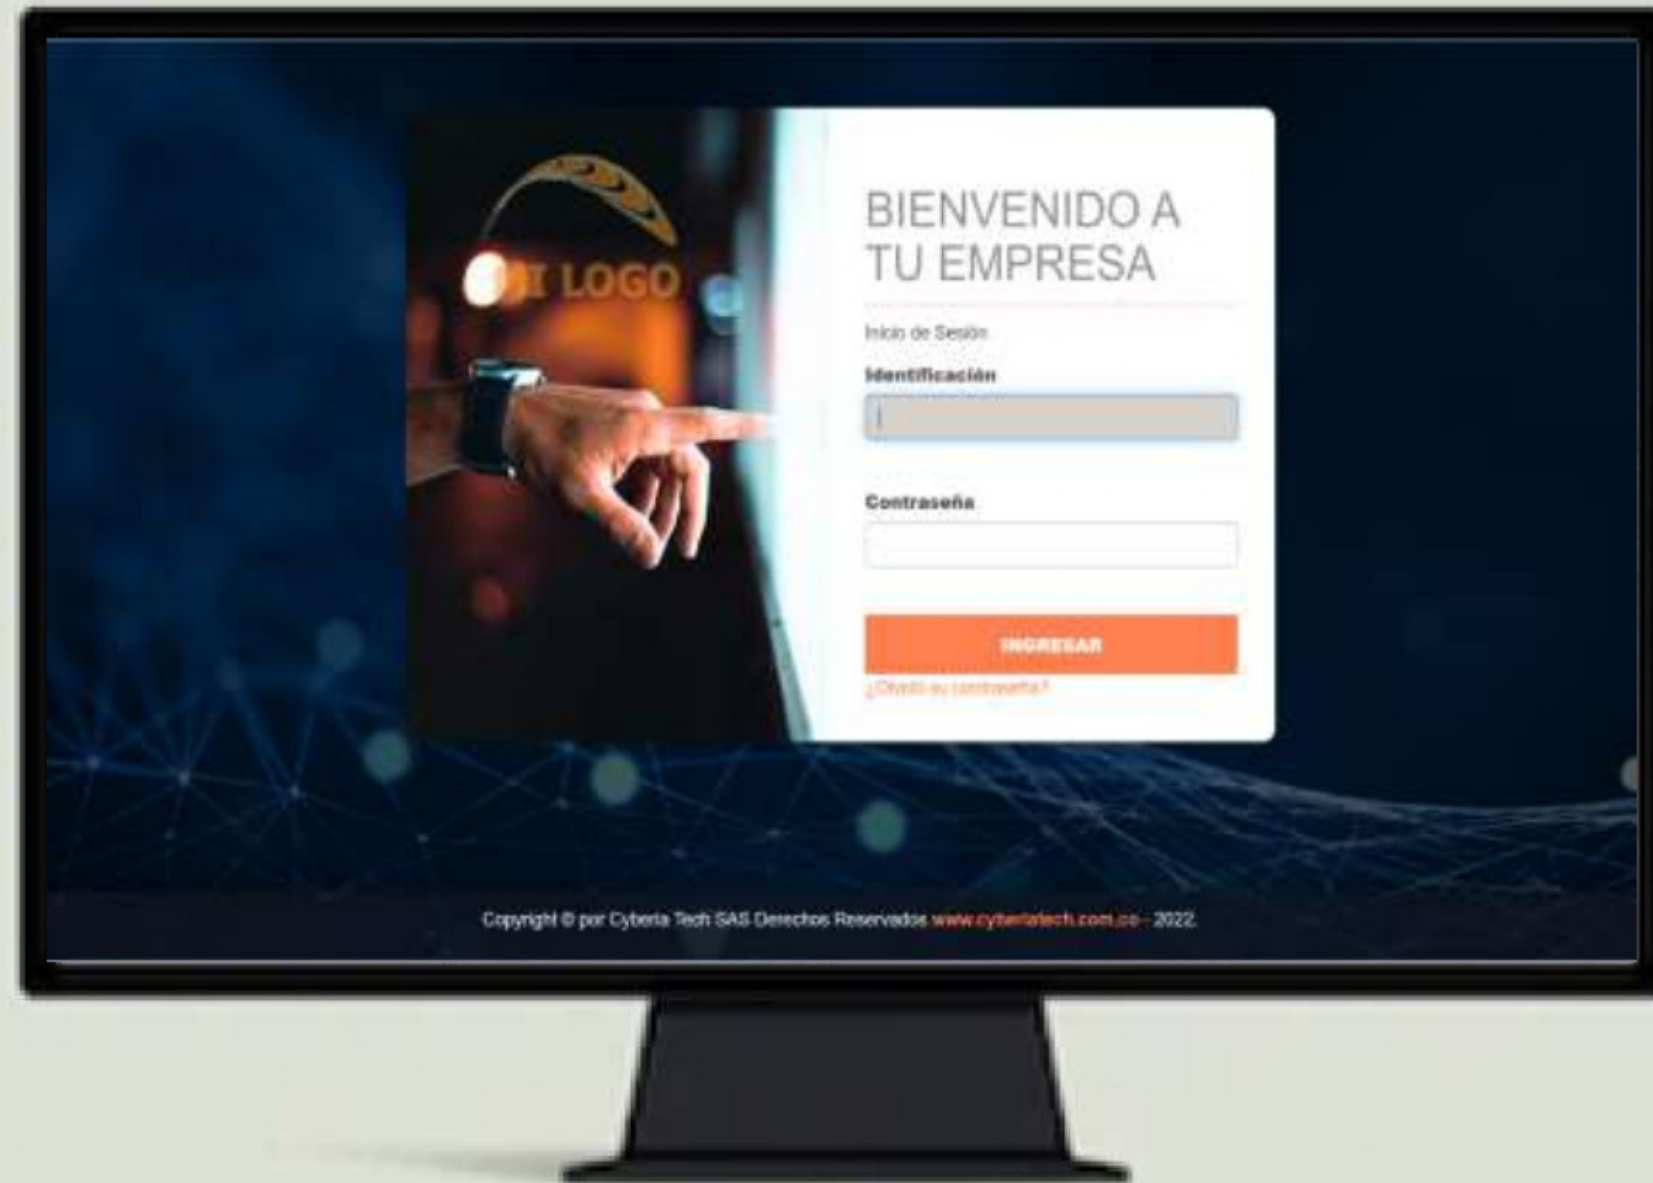 MI LOGO
BIENVENIDO A
TU EMPRESA
Inicio de Sesión
Identificación
Contraseña
INGRESAR
¿Olvidó su contraseña?
Copyright © por Cyberia Tech SAS Derechos Reservados www.cyberiatech.com.co - 2022.